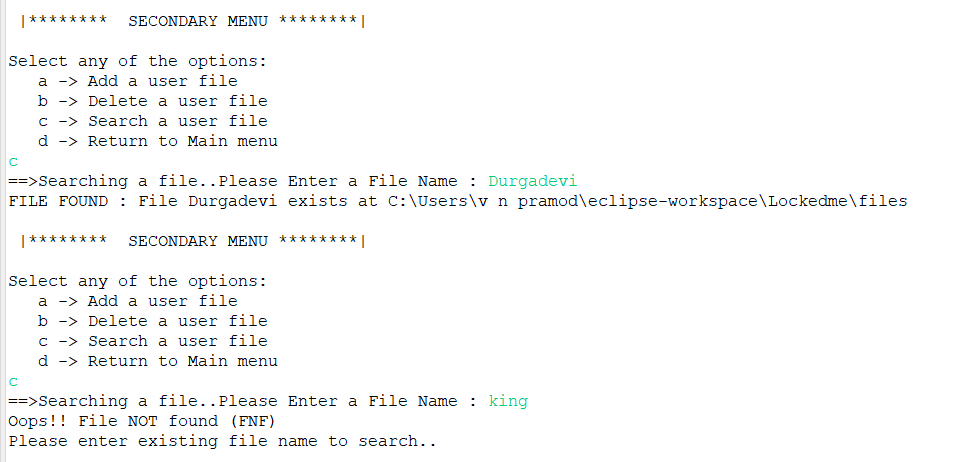 |********  SECONDARY MENU ********|
Select any of the options:
   a -> Add a user file
   b -> Delete a user file
   c -> Search a user file
   d -> Return to Main menu
c
==>Searching a file..Please Enter a File Name : Durgadevi
FILE FOUND : File Durgadevi exists at C:\Users\v n pramod\eclipse-workspace\Lockedme\files
|********  SECONDARY MENU ********|
Select any of the options:
   a -> Add a user file
   b -> Delete a user file
   c -> Search a user file
   d -> Return to Main menu
c
==>Searching a file..Please Enter a File Name : king
Oops!! File NOT found (FNF)
Please enter existing file name to search..